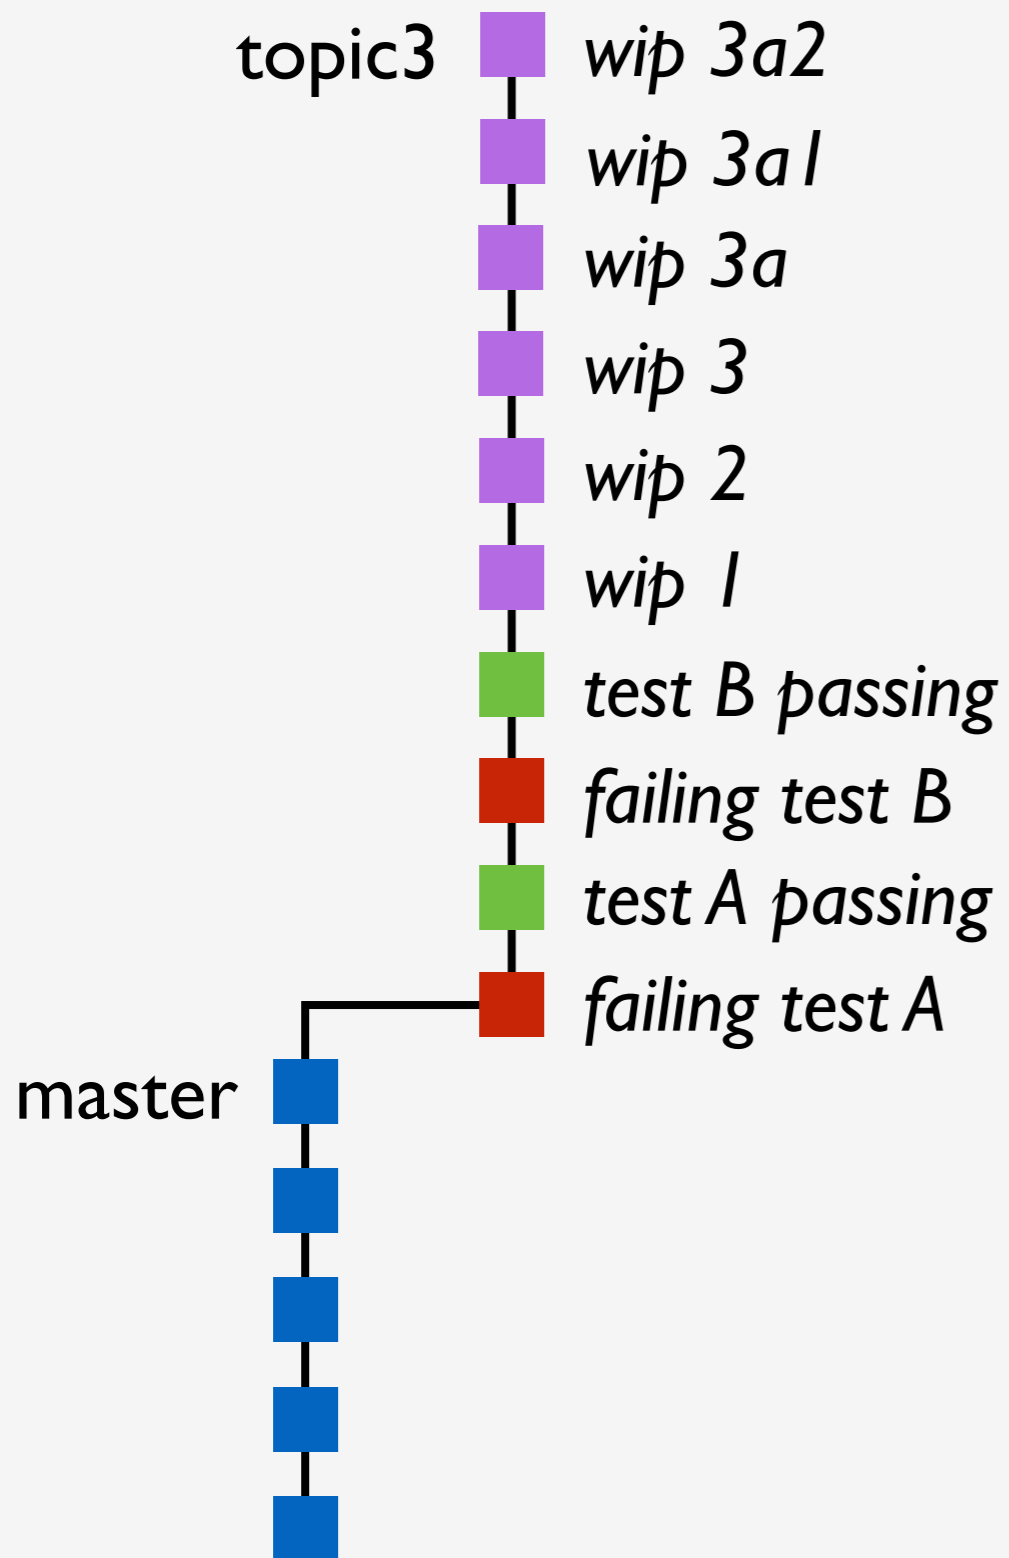 topic3 wip 3a2
wip 3a1
wip 3a
wip 3
wip 2
wip 1
test B passing
failing test B
test A passing
failing test A
master